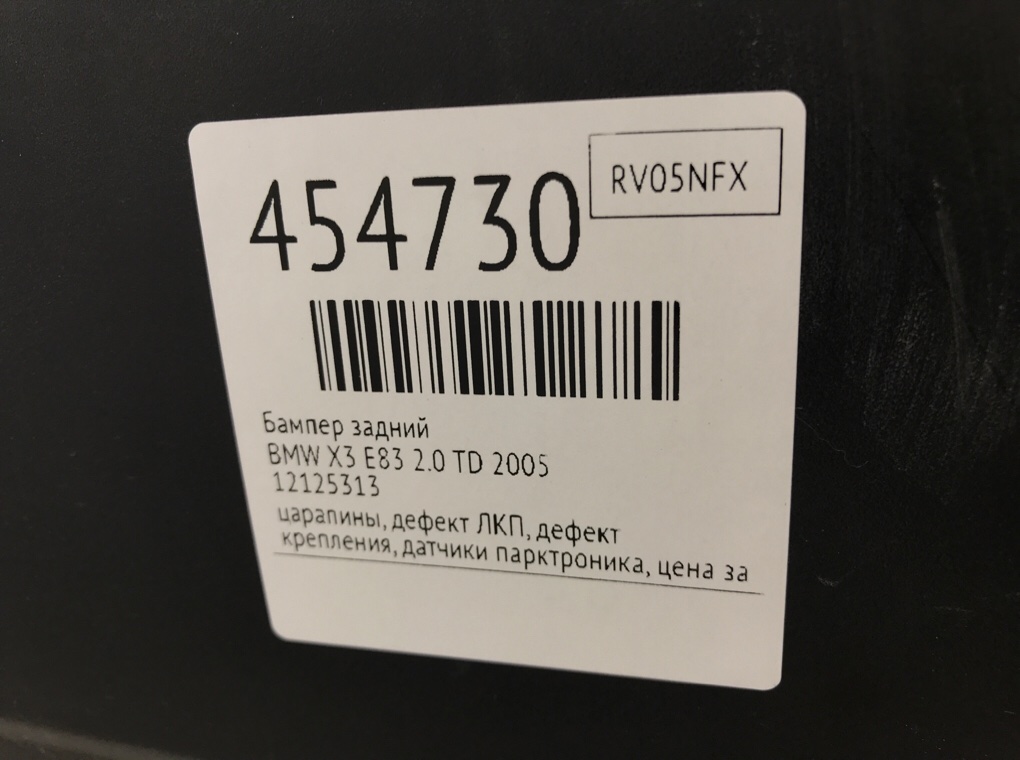 RV05NFX
454730
Бампер задний
BMW X3 E83 2.0 TD 2005
12125313
царапины, дефект ЛКП, дефект
крепления, датчики парктроника, цена за